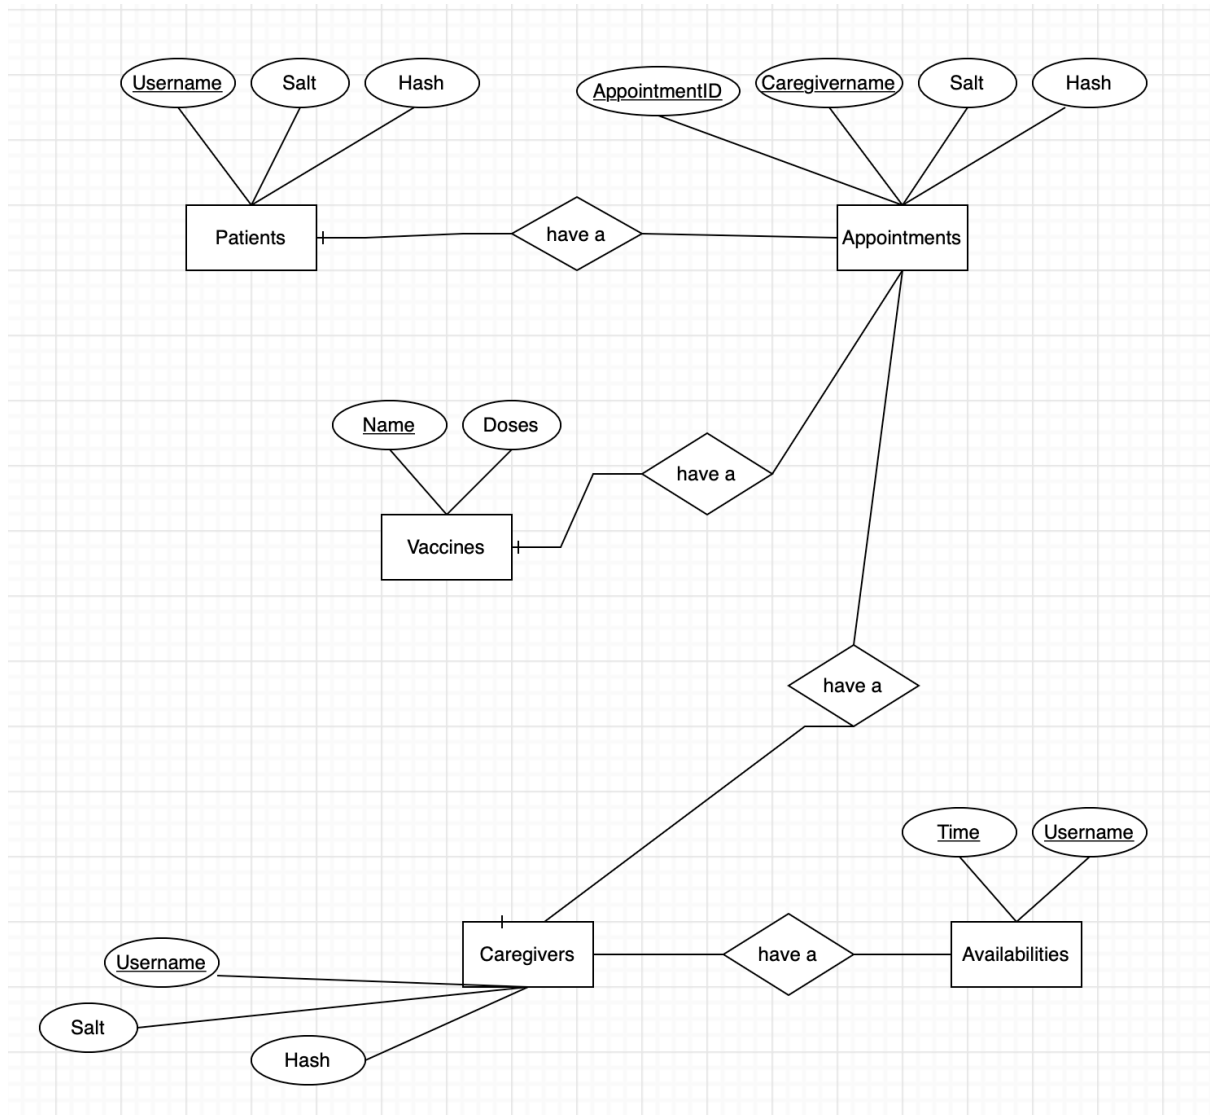 Username
Salt
Hash
AppointmentID
Caregivername
Salt
Hash
Patients
have a
Appointments
Name
Doses
have a
Vaccines
have a
Time
Username
Caregivers
have a
Availabilities
Username
Salt
Hash